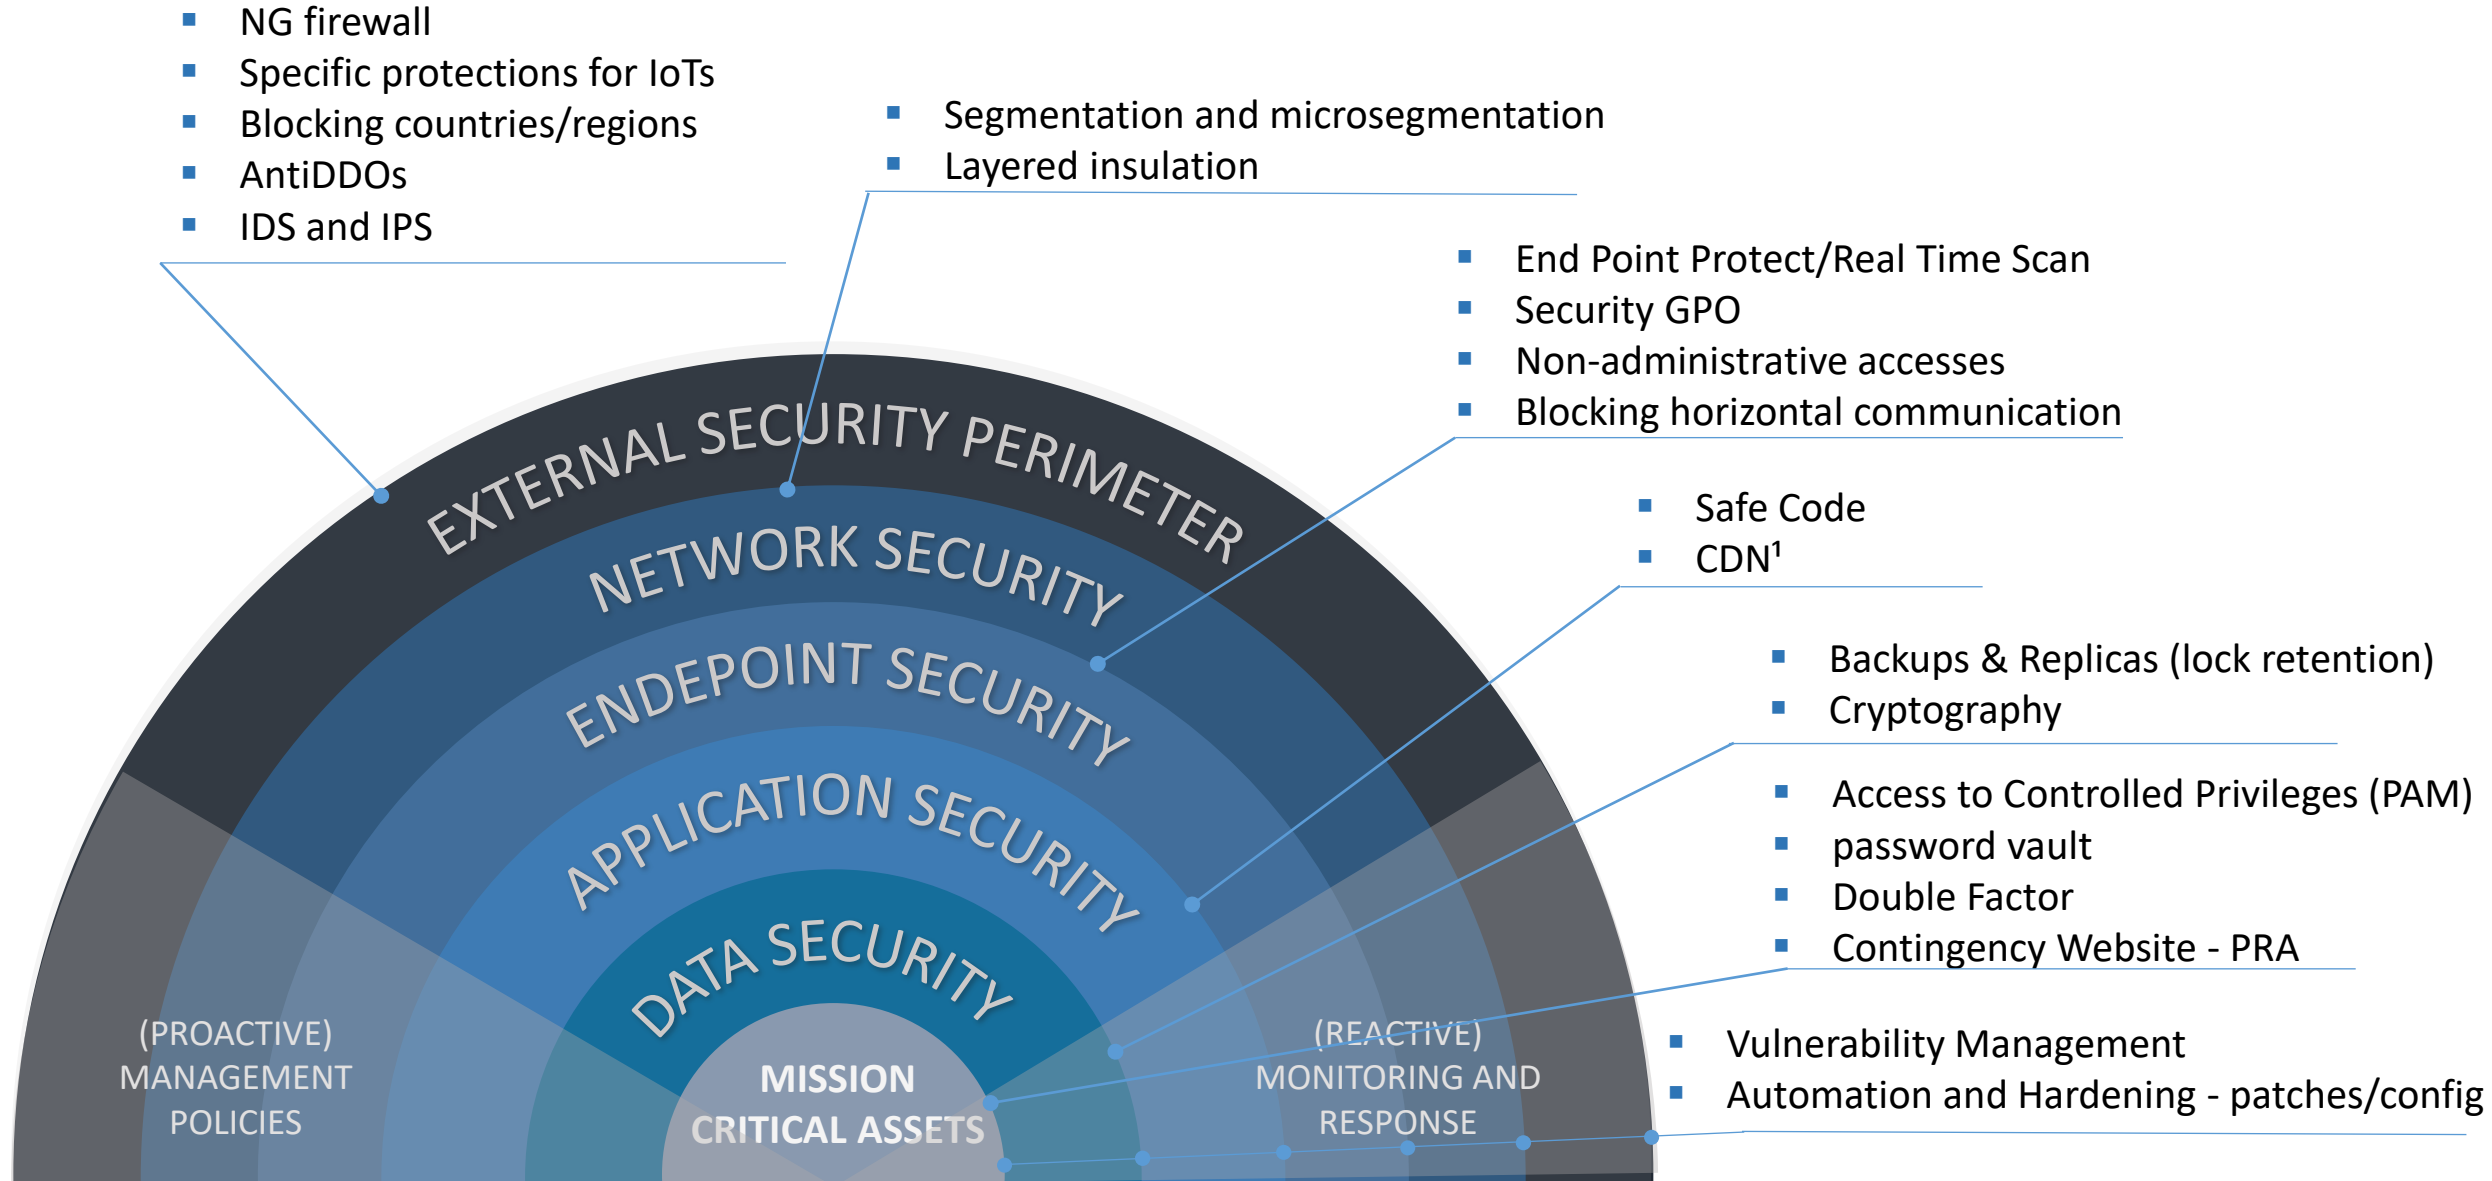 NG firewall
Specific protections for IoTs
Blocking countries/regions
AntiDDOs
IDS and IPS
Segmentation and microsegmentation
Layered insulation
End Point Protect/Real Time Scan
Security GPO
Non-administrative accesses
Blocking horizontal communication
Safe Code
CDN¹
Backups & Replicas (lock retention)
Cryptography
Access to Controlled Privileges (PAM)
password vault
Double Factor
Contingency Website - PRA
Vulnerability Management
Automation and Hardening - patches/config
EXTERNAL SECURITY PERIMETER
NETWORK SECURITY
ENDEPOINT SECURITY
APPLICATION SECURITY
DATA SECURITY
MISSION
CRITICAL ASSETS
(PROACTIVE)
MANAGEMENT
POLICIES
(REACTIVE)
MONITORING AND
RESPONSE